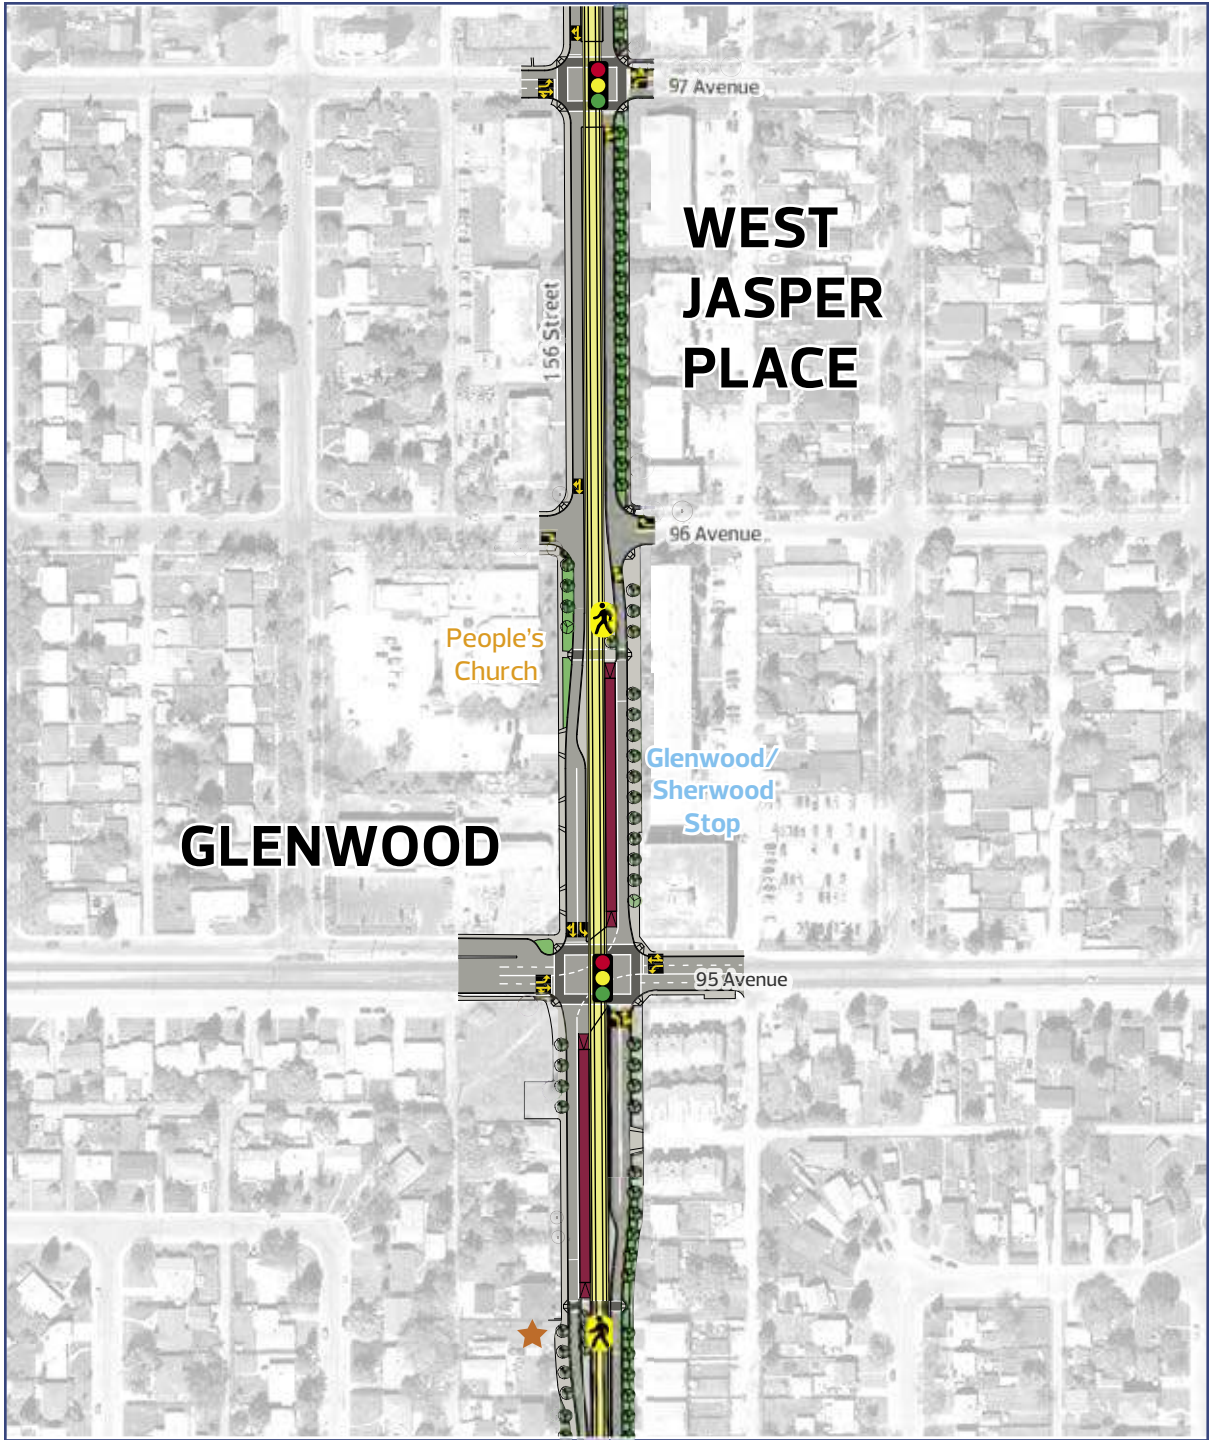 97 Avenue
WEST
JASPER
PLACE
156 Street
96 Avenue
People's
Church
Glenwood/
Sherwood
Stop
GLENWOOD
95 Avenue